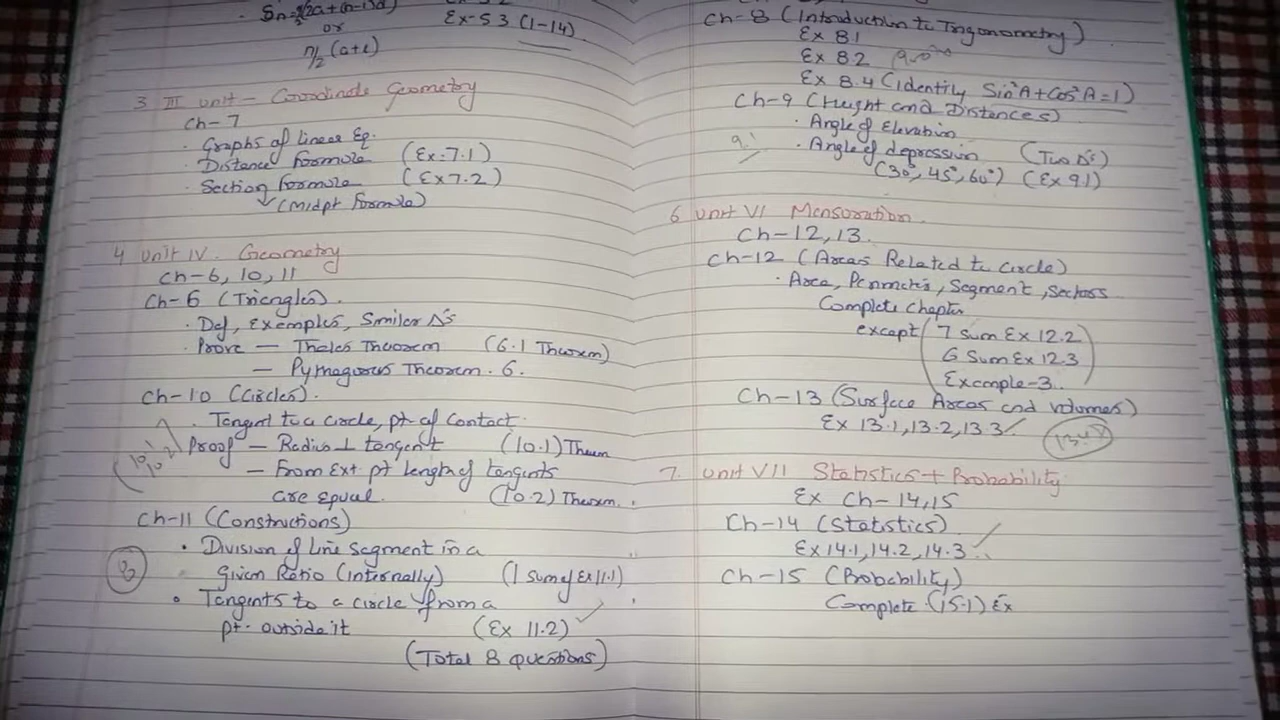 Sn = n/2 (2a+(n-1)d)
or
n/2 (a+l)
Ex-5.3 (1-14)
3 III unit - Coordinate Geometry
Ch-7
· Graphs of linear Eq.
· Distance Formula (Ex.7.1)
· Section Formula (Ex7.2)
(Midpt Formula)
4 unit IV. Geometry
Ch-6, 10, 11
Ch-6 (Triangles).
· Def, Examples, Similar Δs
· Prove - Thales Theorem (6.1 Theorem)
- Pymagorus Theorem. 6.
Ch-10 (Circles).
· Tangent to a circle, pt of Contact
Proof - Radius ⊥ tangent (10.1) Theum
- From Ext. pt length of tangents
are equal. (10.2) Theorem.
Ch-11 (Constructions)
· Division of line segment in a
Given Ratio (internally) (1 Sum of Ex 11.1)
· Tangents to a circle from a
pt. outside it (Ex 11.2)
(Total 8 questions)
Ch-8 (Introduction to Trigonometry)
Ex 8.1
Ex 8.2
Ex 8.4 (Identity Sin²A+Cos²A=1)
Ch-9 (Height and Distances)
· Angle of Elevation
· Angle of depression (Two Δs)
(30°, 45°, 60°) (Ex 9.1)
6 unit VI Mensuration
Ch-12, 13.
Ch-12 (Areas Related to Circle)
· Area, Perimeter, Segment, Sectors
Complete Chapter
except (7 Sum Ex 12.2
6 Sum Ex 12.3
Example-3..)
Ch-13 (Surface Areas and volumes)
Ex 13.1, 13.2, 13.3
13.4
7. unit VII Statistics + Probability
Ex Ch-14, 15
Ch-14 (Statistics)
Ex 14.1, 14.2, 14.3
Ch-15 (Probability)
Complete (15.1) Ex